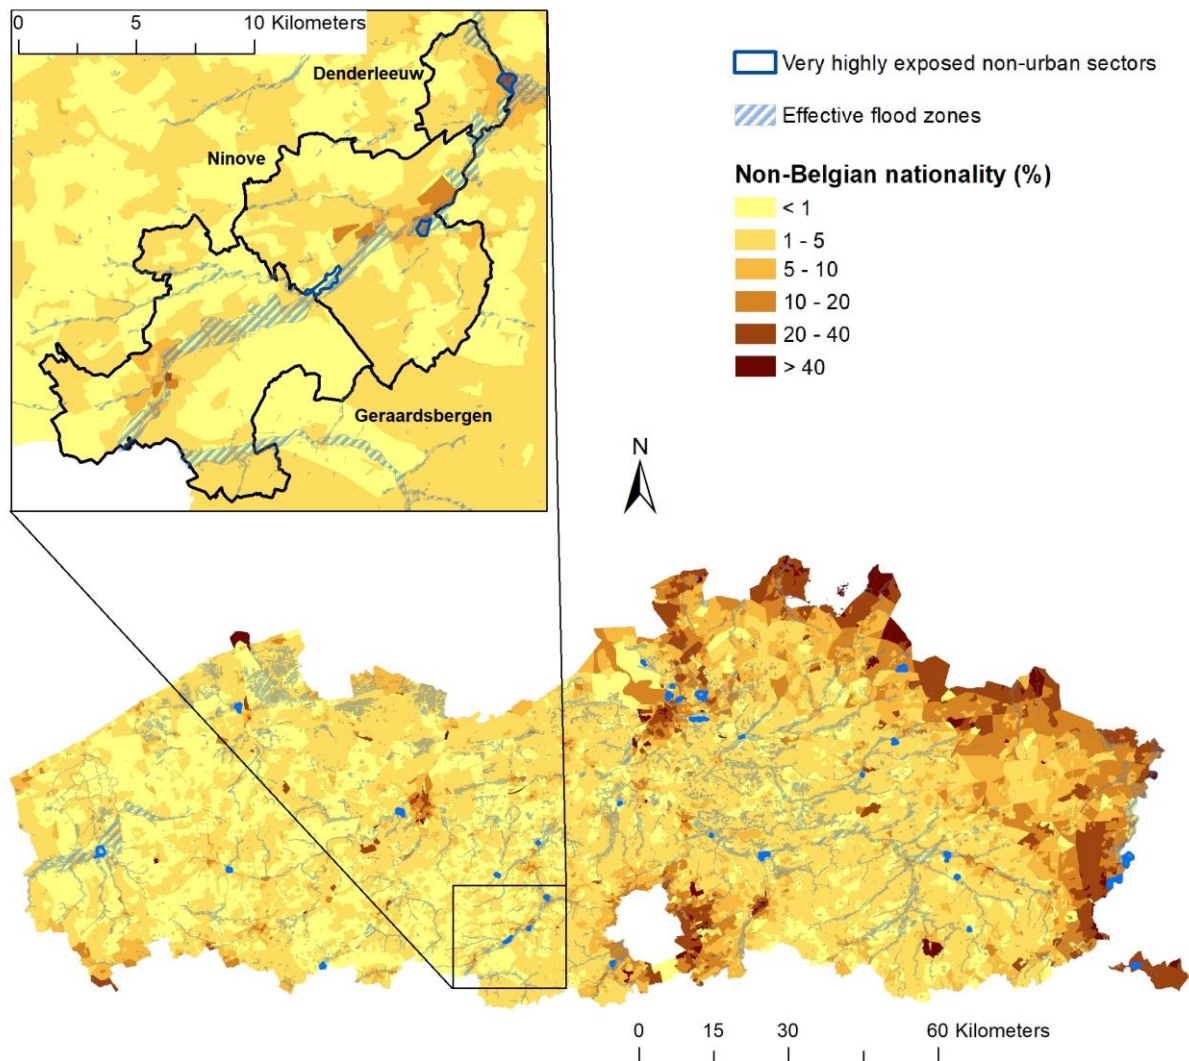 0 5 10 Kilometers
Denderleeuw
Ninove
Geraardsbergen
Very highly exposed non-urban sectors
Effective flood zones
Non-Belgian nationality (%)
< 1
1 - 5
5 - 10
10 - 20
20 - 40
> 40
N
0 15 30 60 Kilometers